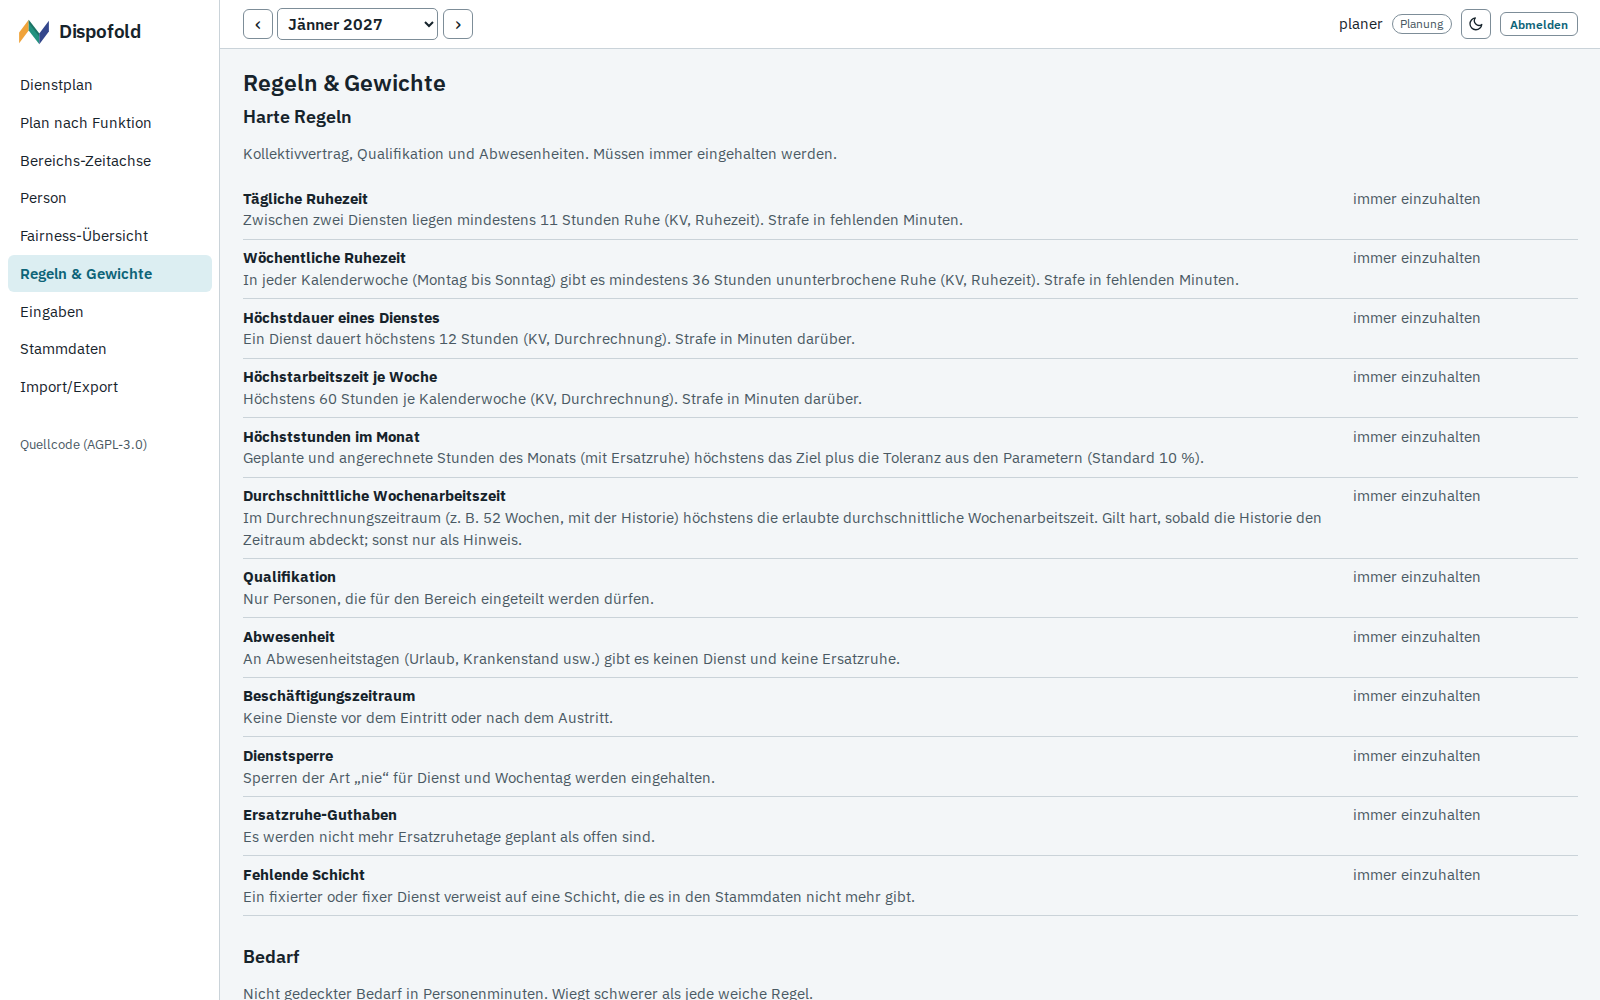 Dispofold
Dienstplan
Plan nach Funktion
Bereichs-Zeitachse
Person
Fairness-Übersicht
Regeln & Gewichte
Eingaben
Stammdaten
Import/Export
Quellcode (AGPL-3.0)
‹ Jänner 2027 ›
planer Planung Abmelden
Regeln & Gewichte
Harte Regeln
Kollektivvertrag, Qualifikation und Abwesenheiten. Müssen immer eingehalten werden.
Tägliche Ruhezeit immer einzuhalten
Zwischen zwei Diensten liegen mindestens 11 Stunden Ruhe (KV, Ruhezeit). Strafe in fehlenden Minuten.
Wöchentliche Ruhezeit immer einzuhalten
In jeder Kalenderwoche (Montag bis Sonntag) gibt es mindestens 36 Stunden ununterbrochene Ruhe (KV, Ruhezeit). Strafe in fehlenden Minuten.
Höchstdauer eines Dienstes immer einzuhalten
Ein Dienst dauert höchstens 12 Stunden (KV, Durchrechnung). Strafe in Minuten darüber.
Höchstarbeitszeit je Woche immer einzuhalten
Höchstens 60 Stunden je Kalenderwoche (KV, Durchrechnung). Strafe in Minuten darüber.
Höchststunden im Monat immer einzuhalten
Geplante und angerechnete Stunden des Monats (mit Ersatzruhe) höchstens das Ziel plus die Toleranz aus den Parametern (Standard 10 %).
Durchschnittliche Wochenarbeitszeit immer einzuhalten
Im Durchrechnungszeitraum (z. B. 52 Wochen, mit der Historie) höchstens die erlaubte durchschnittliche Wochenarbeitszeit. Gilt hart, sobald die Historie den
Zeitraum abdeckt; sonst nur als Hinweis.
Qualifikation immer einzuhalten
Nur Personen, die für den Bereich eingeteilt werden dürfen.
Abwesenheit immer einzuhalten
An Abwesenheitstagen (Urlaub, Krankenstand usw.) gibt es keinen Dienst und keine Ersatzruhe.
Beschäftigungszeitraum immer einzuhalten
Keine Dienste vor dem Eintritt oder nach dem Austritt.
Dienstsperre immer einzuhalten
Sperren der Art „nie“ für Dienst und Wochentag werden eingehalten.
Ersatzruhe-Guthaben immer einzuhalten
Es werden nicht mehr Ersatzruhetage geplant als offen sind.
Fehlende Schicht immer einzuhalten
Ein fixierter oder fixer Dienst verweist auf eine Schicht, die es in den Stammdaten nicht mehr gibt.
Bedarf
Nicht gedeckter Bedarf in Personenminuten. Wiegt schwerer als jede weiche Regel.